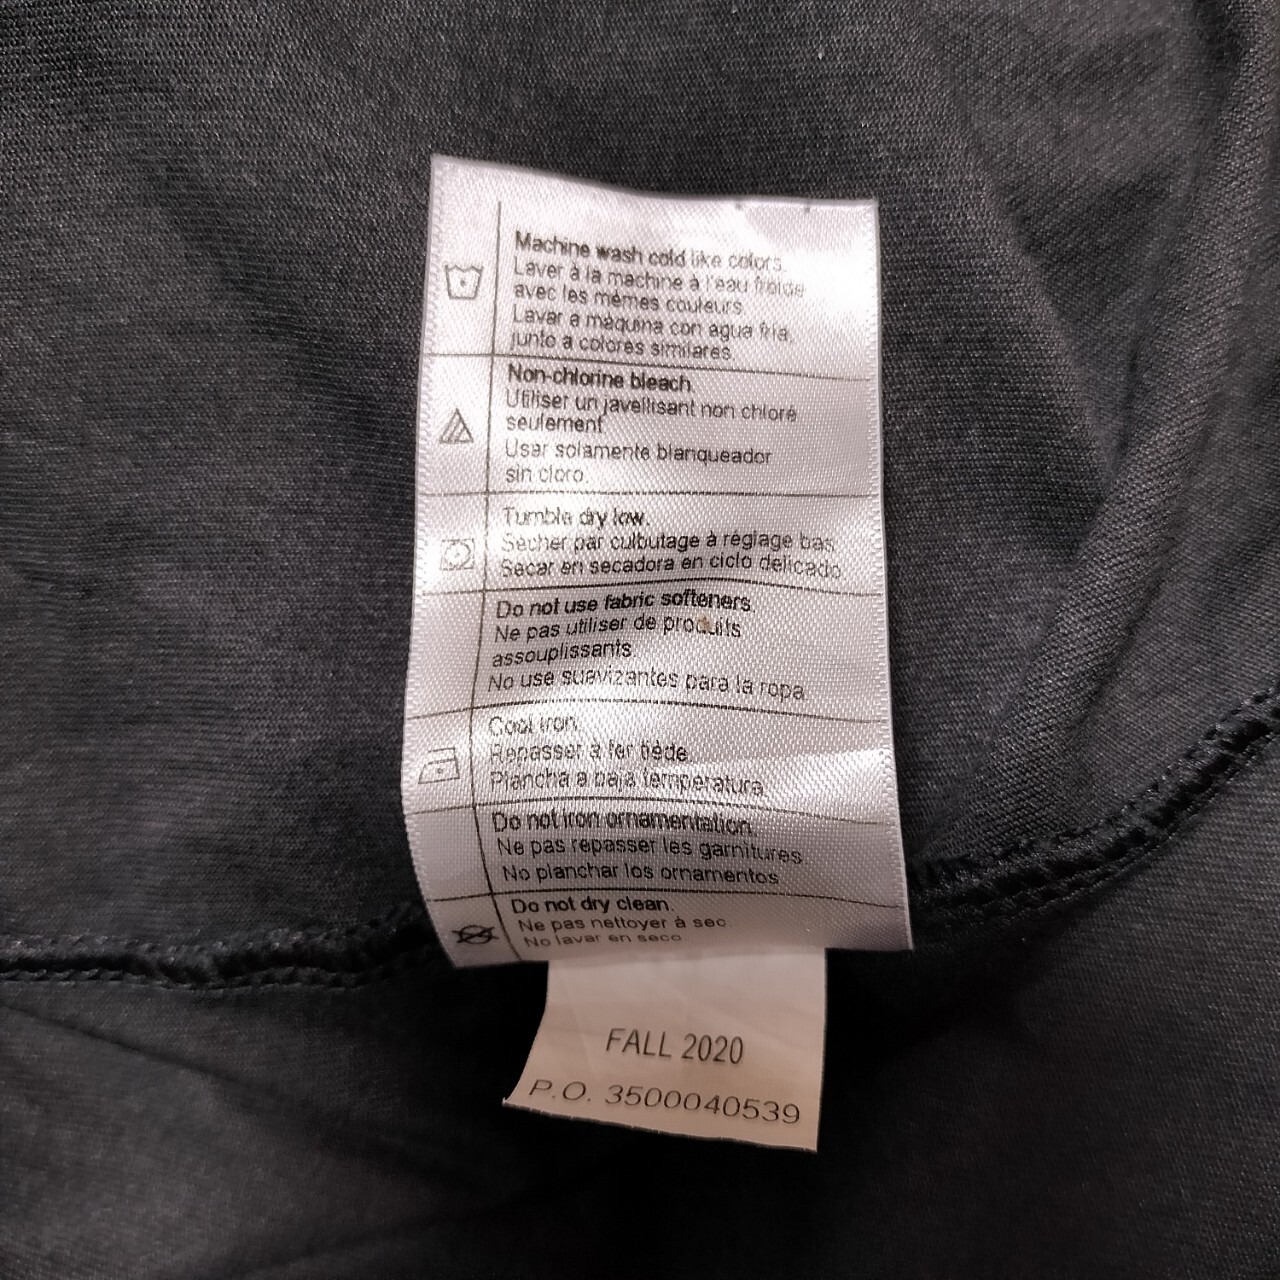 Machine wash cold like colors.
Laver à la machine à l'eau froide
avec les mêmes couleurs
Lavar a máquina con agua fria,
junto a colores similares.
Non-chlorine bleach
Utiliser un javellisant non chloré
seulement
Usar solamente blanqueador
sin cloro.
Tumble dry low.
Sécher par culbutage à réglage bas
Secar en secadora en ciclo delicado
Do not use fabric softeners.
Ne pas utiliser de produits
assouplissants
No use suavizantes para la ropa
Cool iron.
Repasser à fer tiède.
Plancha a baja temperatura.
Do not iron ornamentation.
Ne pas repasser les garnitures
No planchar los ornamentos
Do not dry clean.
Ne pas nettoyer à sec
No lavar en seco
FALL 2020
P.O. 3500040539